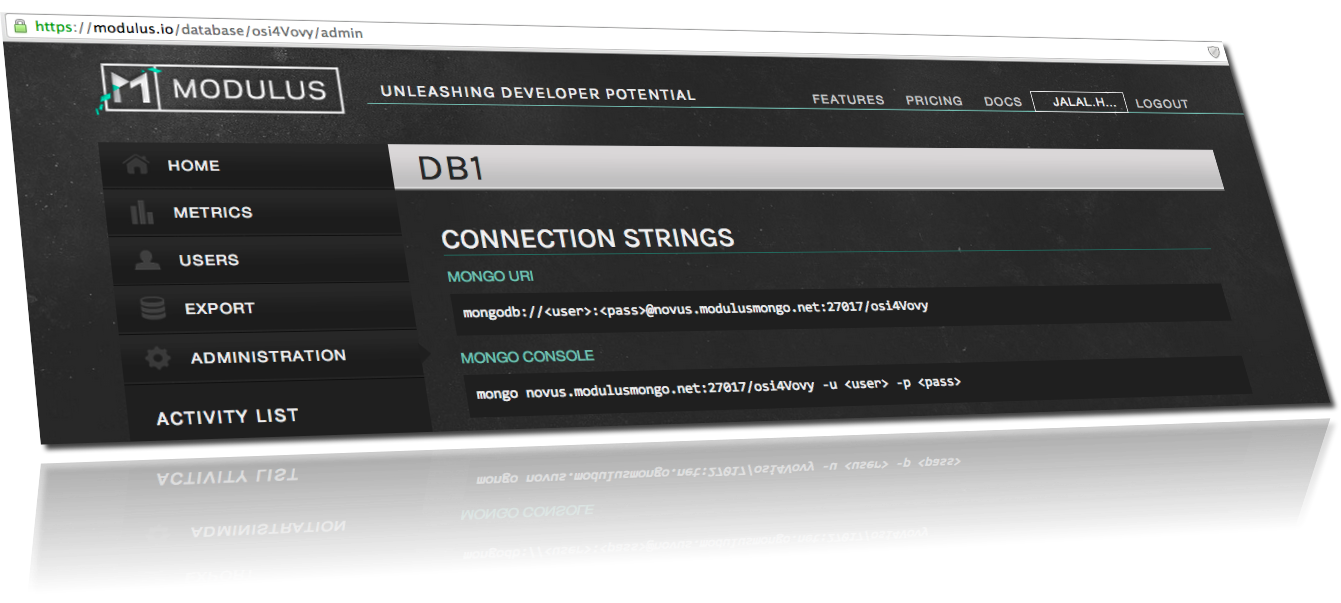 https://modulus.io/database/osi4Vovy/admin
MODULUS
UNLEASHING DEVELOPER POTENTIAL
FEATURES PRICING DOCS JALAL.H... LOGOUT
HOME
METRICS
USERS
EXPORT
ADMINISTRATION
ACTIVITY LIST
DB1
CONNECTION STRINGS
MONGO URI
mongodb://<user>:<pass>@novus.modulusmongo.net:27017/osi4Vovy
MONGO CONSOLE
mongo novus.modulusmongo.net:27017/osi4Vovy -u <user> -p <pass>